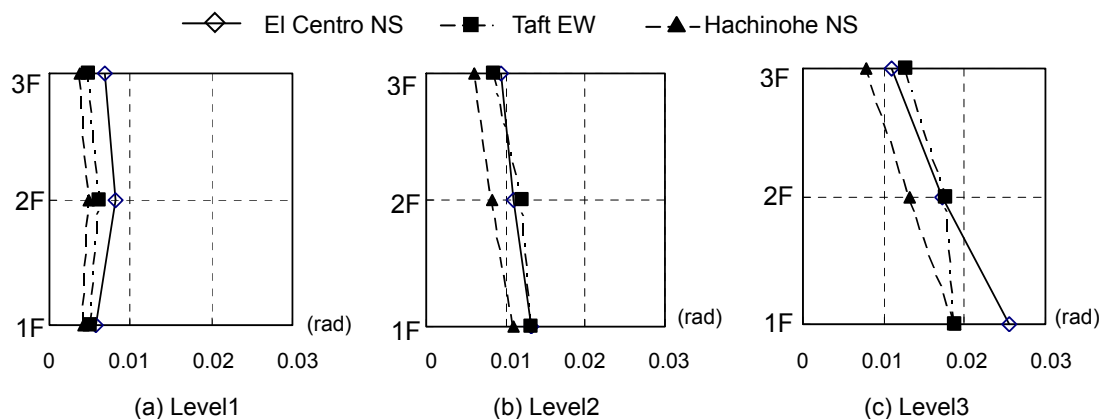 El Centro NS Taft EW Hachinohe NS
3F
2F
1F
(rad)
0 0.01 0.02 0.03
(a) Level1
3F
2F
1F
(rad)
0 0.01 0.02 0.03
(b) Level2
3F
2F
1F
(rad)
0 0.01 0.02 0.03
(c) Level3